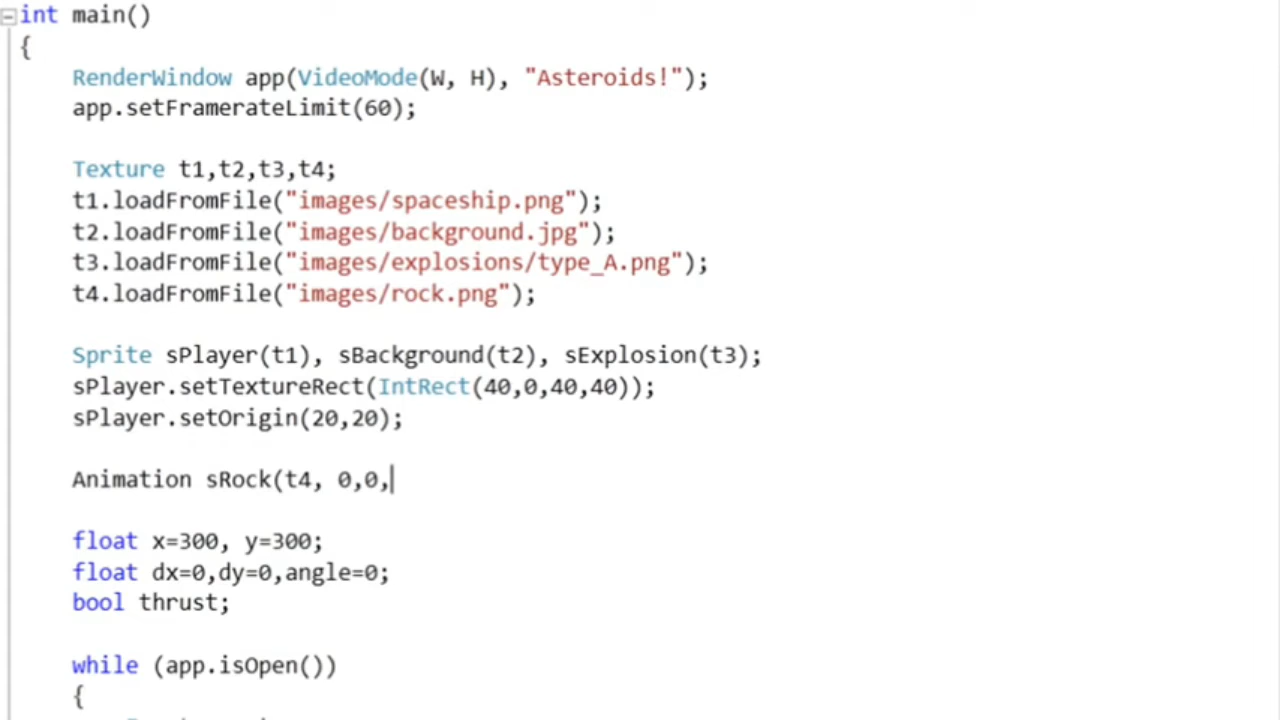 int main()
{
RenderWindow app(VideoMode(W, H), "Asteroids!");
app.setFramerateLimit(60);
Texture t1,t2,t3,t4;
t1.loadFromFile("images/spaceship.png");
t2.loadFromFile("images/background.jpg");
t3.loadFromFile("images/explosions/type_A.png");
t4.loadFromFile("images/rock.png");
Sprite sPlayer(t1), sBackground(t2), sExplosion(t3);
sPlayer.setTextureRect(IntRect(40,0,40,40));
sPlayer.setOrigin(20,20);
Animation sRock(t4, 0,0,
float x=300, y=300;
float dx=0,dy=0,angle=0;
bool thrust;
while (app.isOpen())
{